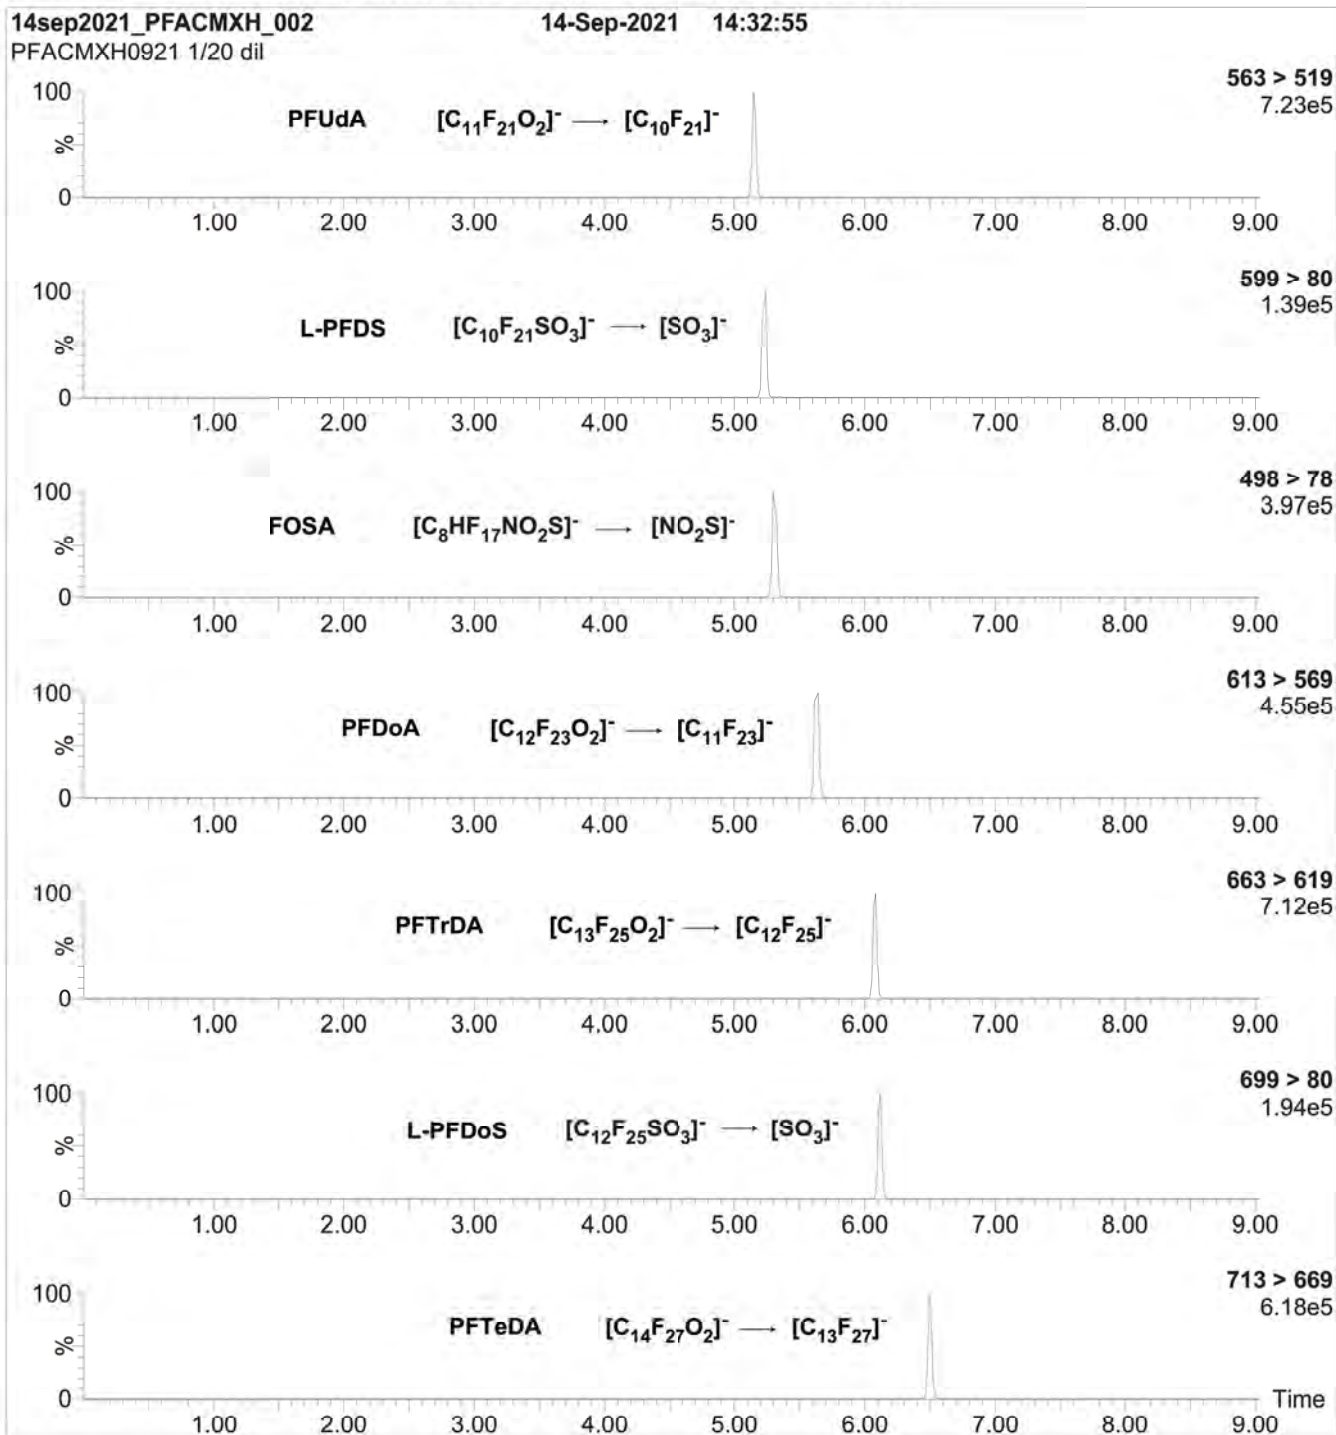 14sep2021_PFACMXH_002 14-Sep-2021 14:32:55
PFACMXH0921 1/20 dil
563 > 519
7.23e5
100
%
0
PFUdA [C₁₁F₂₁O₂]⁻ → [C₁₀F₂₁]⁻
1.00 2.00 3.00 4.00 5.00 6.00 7.00 8.00 9.00
599 > 80
1.39e5
100
%
0
L-PFDS [C₁₀F₂₁SO₃]⁻ → [SO₃]⁻
1.00 2.00 3.00 4.00 5.00 6.00 7.00 8.00 9.00
498 > 78
3.97e5
100
%
0
FOSA [C₈HF₁₇NO₂S]⁻ → [NO₂S]⁻
1.00 2.00 3.00 4.00 5.00 6.00 7.00 8.00 9.00
613 > 569
4.55e5
100
%
0
PFDoA [C₁₂F₂₃O₂]⁻ → [C₁₁F₂₃]⁻
1.00 2.00 3.00 4.00 5.00 6.00 7.00 8.00 9.00
663 > 619
7.12e5
100
%
0
PFTrDA [C₁₃F₂₅O₂]⁻ → [C₁₂F₂₅]⁻
1.00 2.00 3.00 4.00 5.00 6.00 7.00 8.00 9.00
699 > 80
1.94e5
100
%
0
L-PFDoS [C₁₂F₂₅SO₃]⁻ → [SO₃]⁻
1.00 2.00 3.00 4.00 5.00 6.00 7.00 8.00 9.00
713 > 669
6.18e5
100
%
0
PFTeDA [C₁₄F₂₇O₂]⁻ → [C₁₃F₂₇]⁻
Time
1.00 2.00 3.00 4.00 5.00 6.00 7.00 8.00 9.00